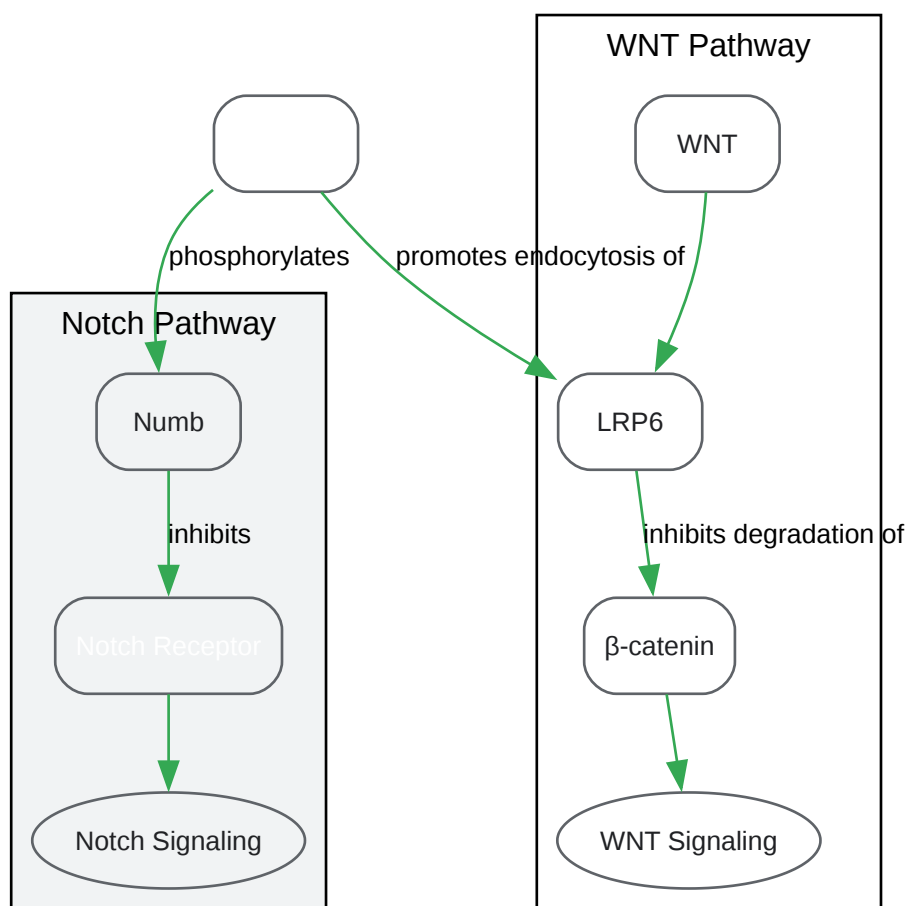 WNT Pathway
WNT
phosphorylates
promotes endocytosis of
Notch Pathway
Numb
LRP6
inhibits
inhibits degradation of
Notch Receptor
β-catenin
Notch Signaling
WNT Signaling